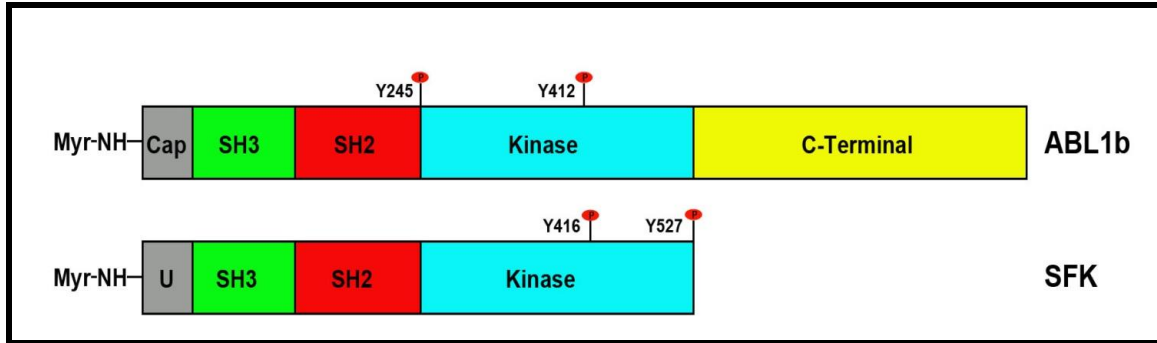 Y245 P Y412 P
Myr-NH Cap SH3 SH2 Kinase C-Terminal ABL1b
Y416 P Y527 P
Myr-NH U SH3 SH2 Kinase SFK